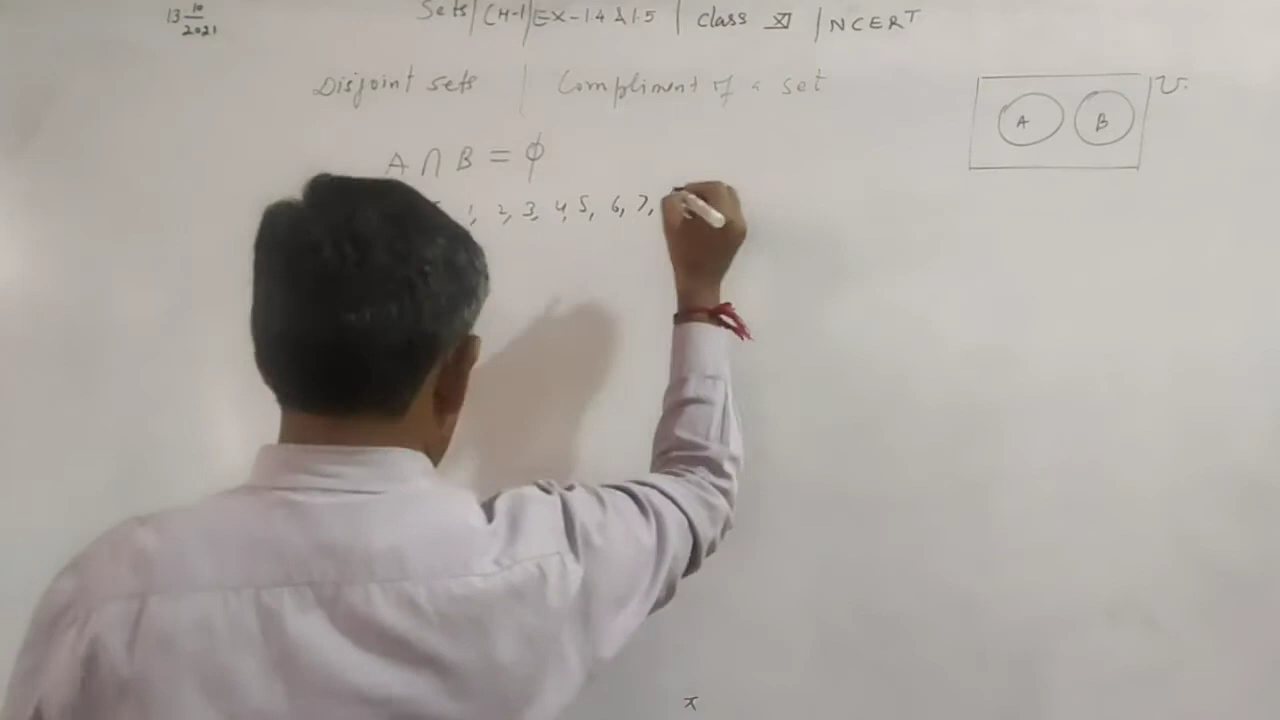 13 10/2021
Sets | CH-1 | EX-1.4 & 1.5 | Class XI | NCERT
Disjoint sets | Compliment of a set
A B U
A ∩ B = ϕ
1, 2, 3, 4, 5, 6, 7,
x